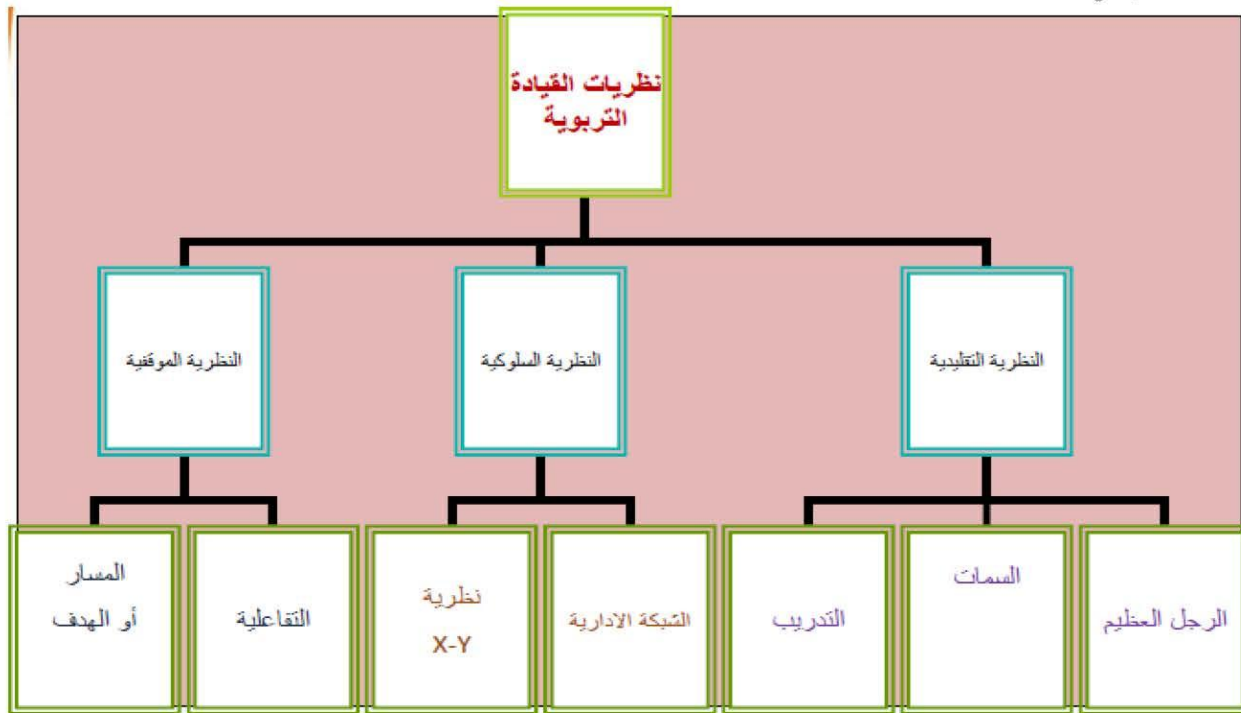 نظريات القيادة
التربوية
النظرية التقليدية
النظرية السلوكية
النظرية الموقفية
الرجل العظيم
السمات
التدريب
الشبكة الادارية
نظرية
X-Y
التفاعلية
المسار
أو الهدف